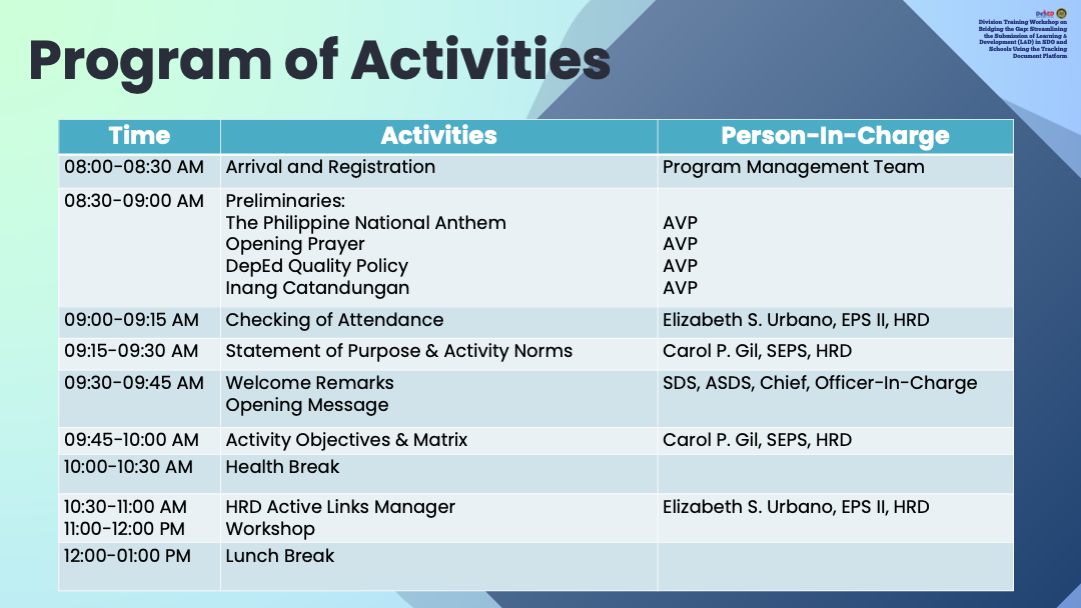 DepED
Division Training Workshop on
Bridging the Gap: Streamlining
the Submission of Learning &
Development (L&D) in SDO and
Schools Using the Tracking
Document Platform
Program of Activities
Time Activities Person-In-Charge
08:00-08:30 AM Arrival and Registration Program Management Team
08:30-09:00 AM Preliminaries:
The Philippine National Anthem AVP
Opening Prayer AVP
DepEd Quality Policy AVP
Inang Catandungan AVP
09:00-09:15 AM Checking of Attendance Elizabeth S. Urbano, EPS II, HRD
09:15-09:30 AM Statement of Purpose & Activity Norms Carol P. Gil, SEPS, HRD
09:30-09:45 AM Welcome Remarks SDS, ASDS, Chief, Officer-In-Charge
Opening Message
09:45-10:00 AM Activity Objectives & Matrix Carol P. Gil, SEPS, HRD
10:00-10:30 AM Health Break
10:30-11:00 AM HRD Active Links Manager Elizabeth S. Urbano, EPS II, HRD
11:00-12:00 PM Workshop
12:00-01:00 PM Lunch Break